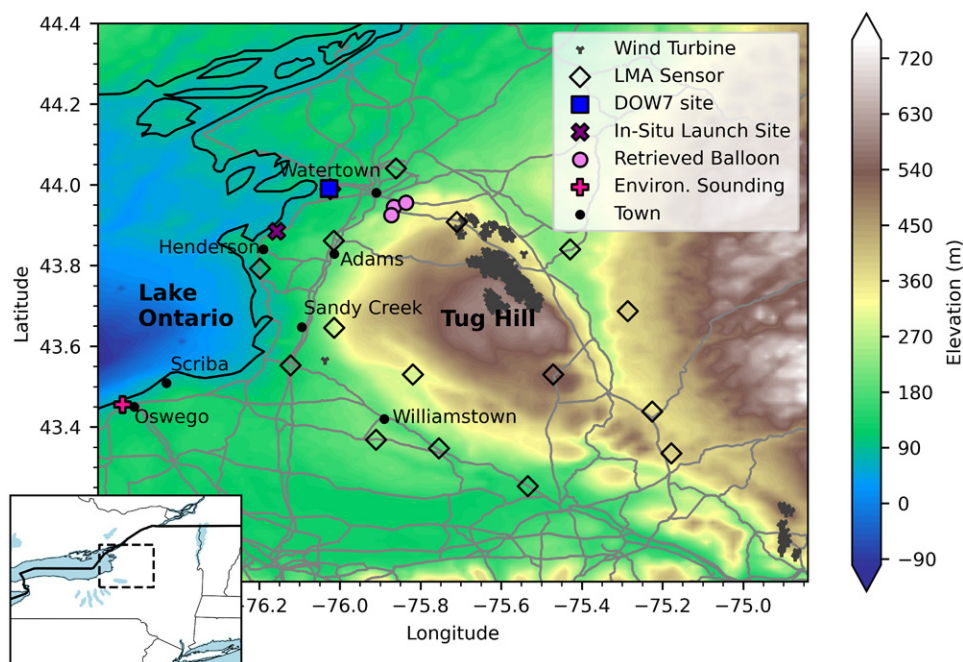 44.4
44.2
44.0
43.8
43.6
43.4
Latitude
Wind Turbine
LMA Sensor
DOW7 site
In-Situ Launch Site
Retrieved Balloon
Environ. Sounding
Town
Watertown
Henderson
Adams
Lake
Ontario
Sandy Creek
Tug Hill
Scriba
Oswego
Williamstown
−76.2
−76.0
−75.8
−75.6
−75.4
−75.2
−75.0
Longitude
720
630
540
450
360
270
180
90
0
−90
Elevation (m)